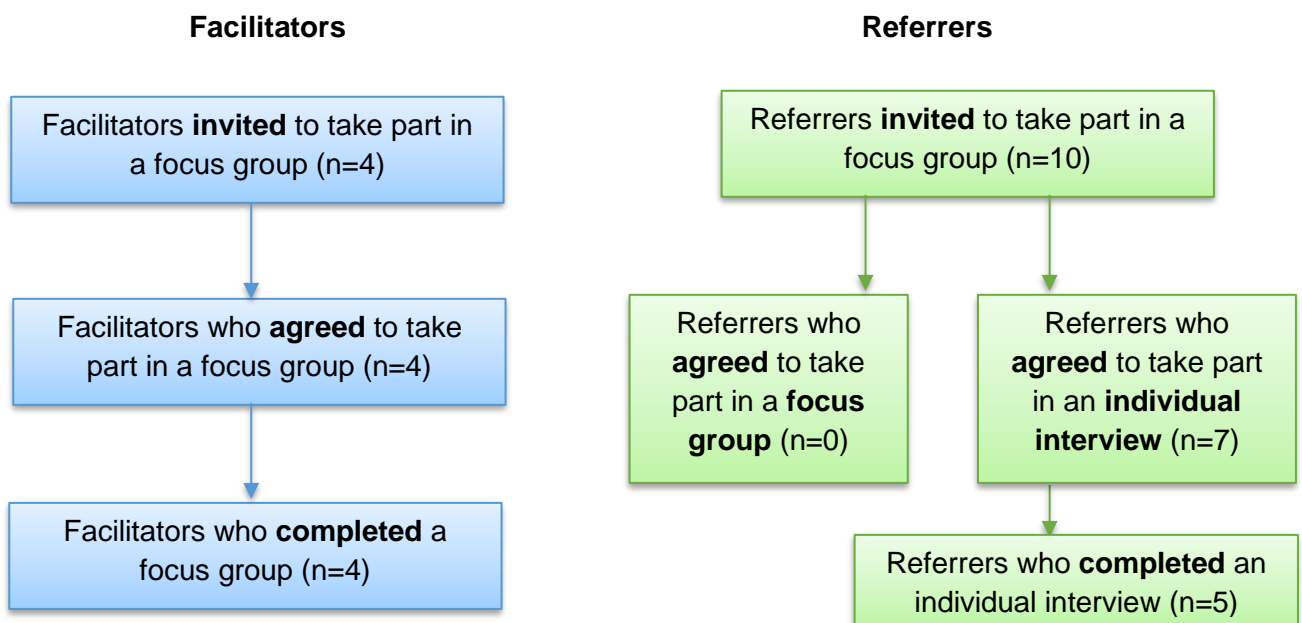 Facilitators
Facilitators invited to take part in
a focus group (n=4)
Facilitators who agreed to take
part in a focus group (n=4)
Facilitators who completed a
focus group (n=4)
Referrers
Referrers invited to take part in a
focus group (n=10)
Referrers who
agreed to take
part in a focus
group (n=0)
Referrers who
agreed to take part
in an individual
interview (n=7)
Referrers who completed an
individual interview (n=5)